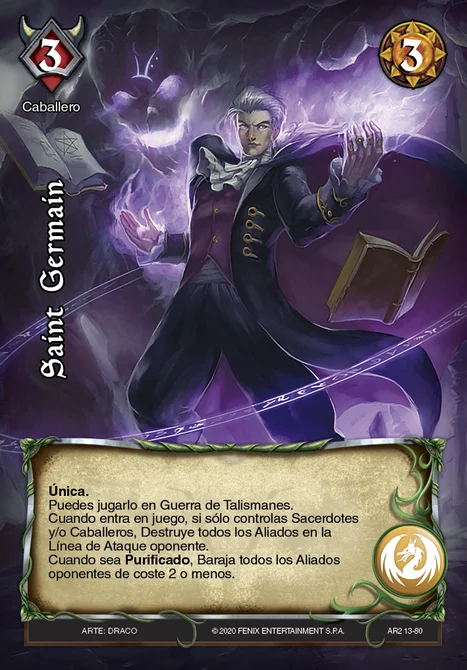 3
3
Caballero
Saint Germain
Única.
Puedes jugarlo en Guerra de Talismanes.
Cuando entra en juego, si sólo controlas Sacerdotes
y/o Caballeros, Destruye todos los Aliados en la
Línea de Ataque oponente.
Cuando sea Purificado, Baraja todos los Aliados
oponentes de coste 2 o menos.
ARTE: DRACO
©2020 FENIX ENTERTAINMENT S.P.A.
AR2 13-80